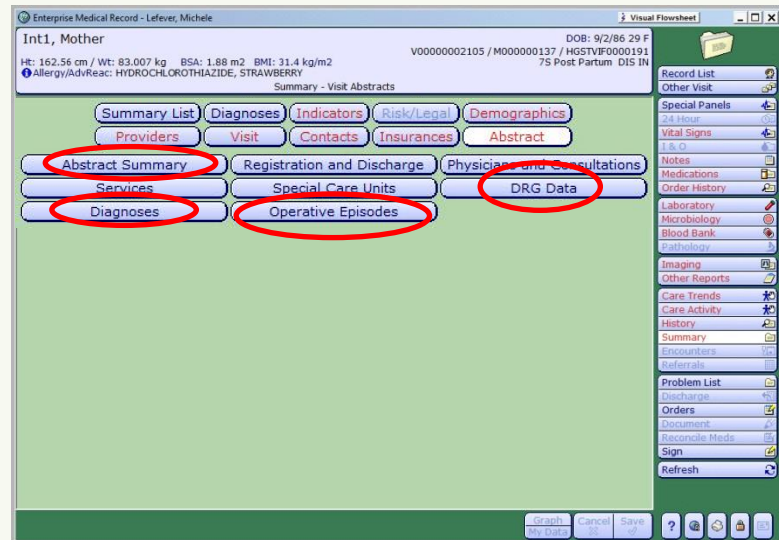 Enterprise Medical Record - Lefever, Michele
Visual Flowsheet
Int1, Mother
DOB: 9/2/86 29 F
V00000002105 / M000000137 / HGSTVIF0000191
Ht: 162.56 cm / Wt: 83.007 kg BSA: 1.88 m2 BMI: 31.4 kg/m2
7S Post Partum DIS IN
Allergy/AdvReac: HYDROCHLOROTHIAZIDE, STRAWBERRY
Summary - Visit Abstracts
Summary List Diagnoses Indicators Risk/Legal Demographics
Providers Visit Contacts Insurances Abstract
Abstract Summary Registration and Discharge Physicians and Consultations
Services Special Care Units DRG Data
Diagnoses Operative Episodes
Record List
Other Visit
Special Panels
24 Hour
Vital Signs
I & O
Notes
Medications
Order History
Laboratory
Microbiology
Blood Bank
Pathology
Imaging
Other Reports
Care Trends
Care Activity
History
Summary
Encounters
Referrals
Problem List
Discharge
Orders
Document
Reconcile Meds
Sign
Refresh
Graph My Data Cancel Save